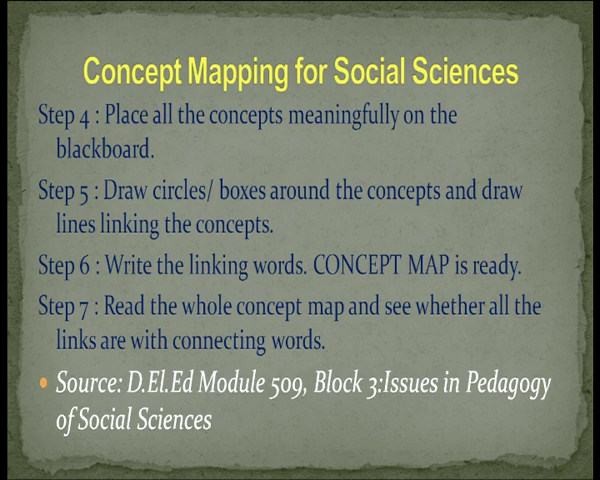 Concept Mapping for Social Sciences
Step 4 : Place all the concepts meaningfully on the
blackboard.
Step 5 : Draw circles/ boxes around the concepts and draw
lines linking the concepts.
Step 6 : Write the linking words. CONCEPT MAP is ready.
Step 7 : Read the whole concept map and see whether all the
links are with connecting words.
• Source: D.El.Ed Module 509, Block 3:Issues in Pedagogy
of Social Sciences